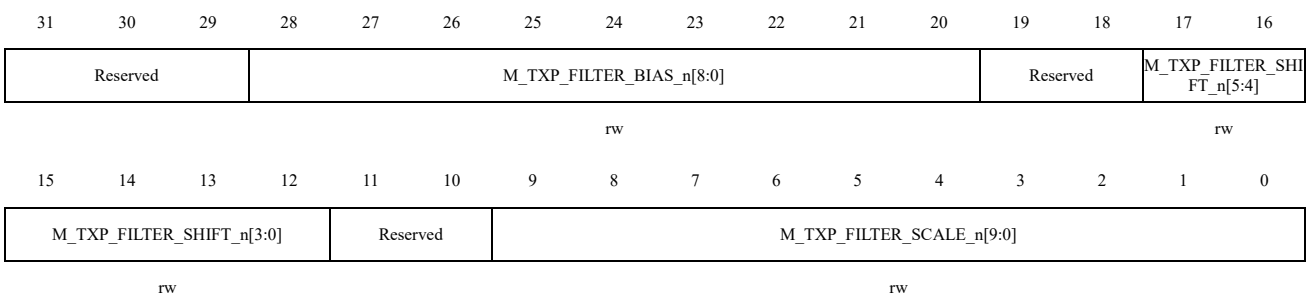 31 30 29 28 27 26 25 24 23 22 21 20 19 18 17 16
Reserved M_TXP_FILTER_BIAS_n[8:0] Reserved M_TXP_FILTER_SHI
FT_n[5:4]
rw rw
15 14 13 12 11 10 9 8 7 6 5 4 3 2 1 0
M_TXP_FILTER_SHIFT_n[3:0] Reserved M_TXP_FILTER_SCALE_n[9:0]
rw rw